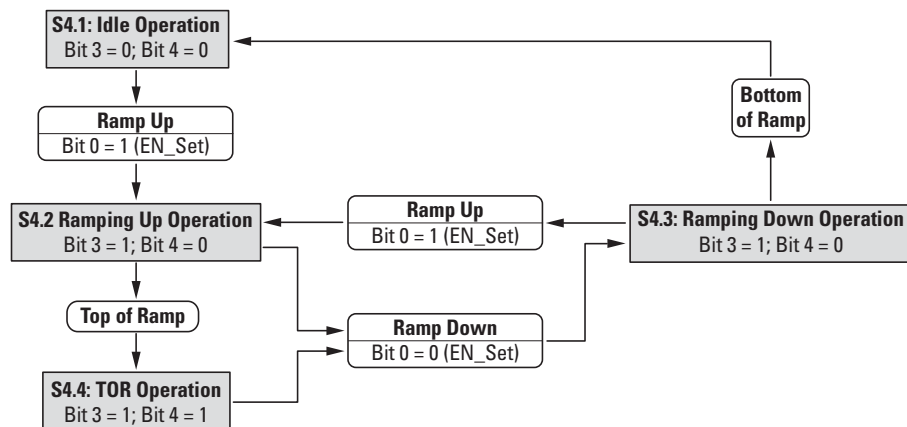 S4.1: Idle Operation
Bit 3 = 0; Bit 4 = 0
Bottom
of Ramp
Ramp Up
Bit 0 = 1 (EN_Set)
S4.2 Ramping Up Operation
Bit 3 = 1; Bit 4 = 0
Ramp Up
Bit 0 = 1 (EN_Set)
S4.3: Ramping Down Operation
Bit 3 = 1; Bit 4 = 0
Top of Ramp
Ramp Down
Bit 0 = 0 (EN_Set)
S4.4: TOR Operation
Bit 3 = 1; Bit 4 = 1